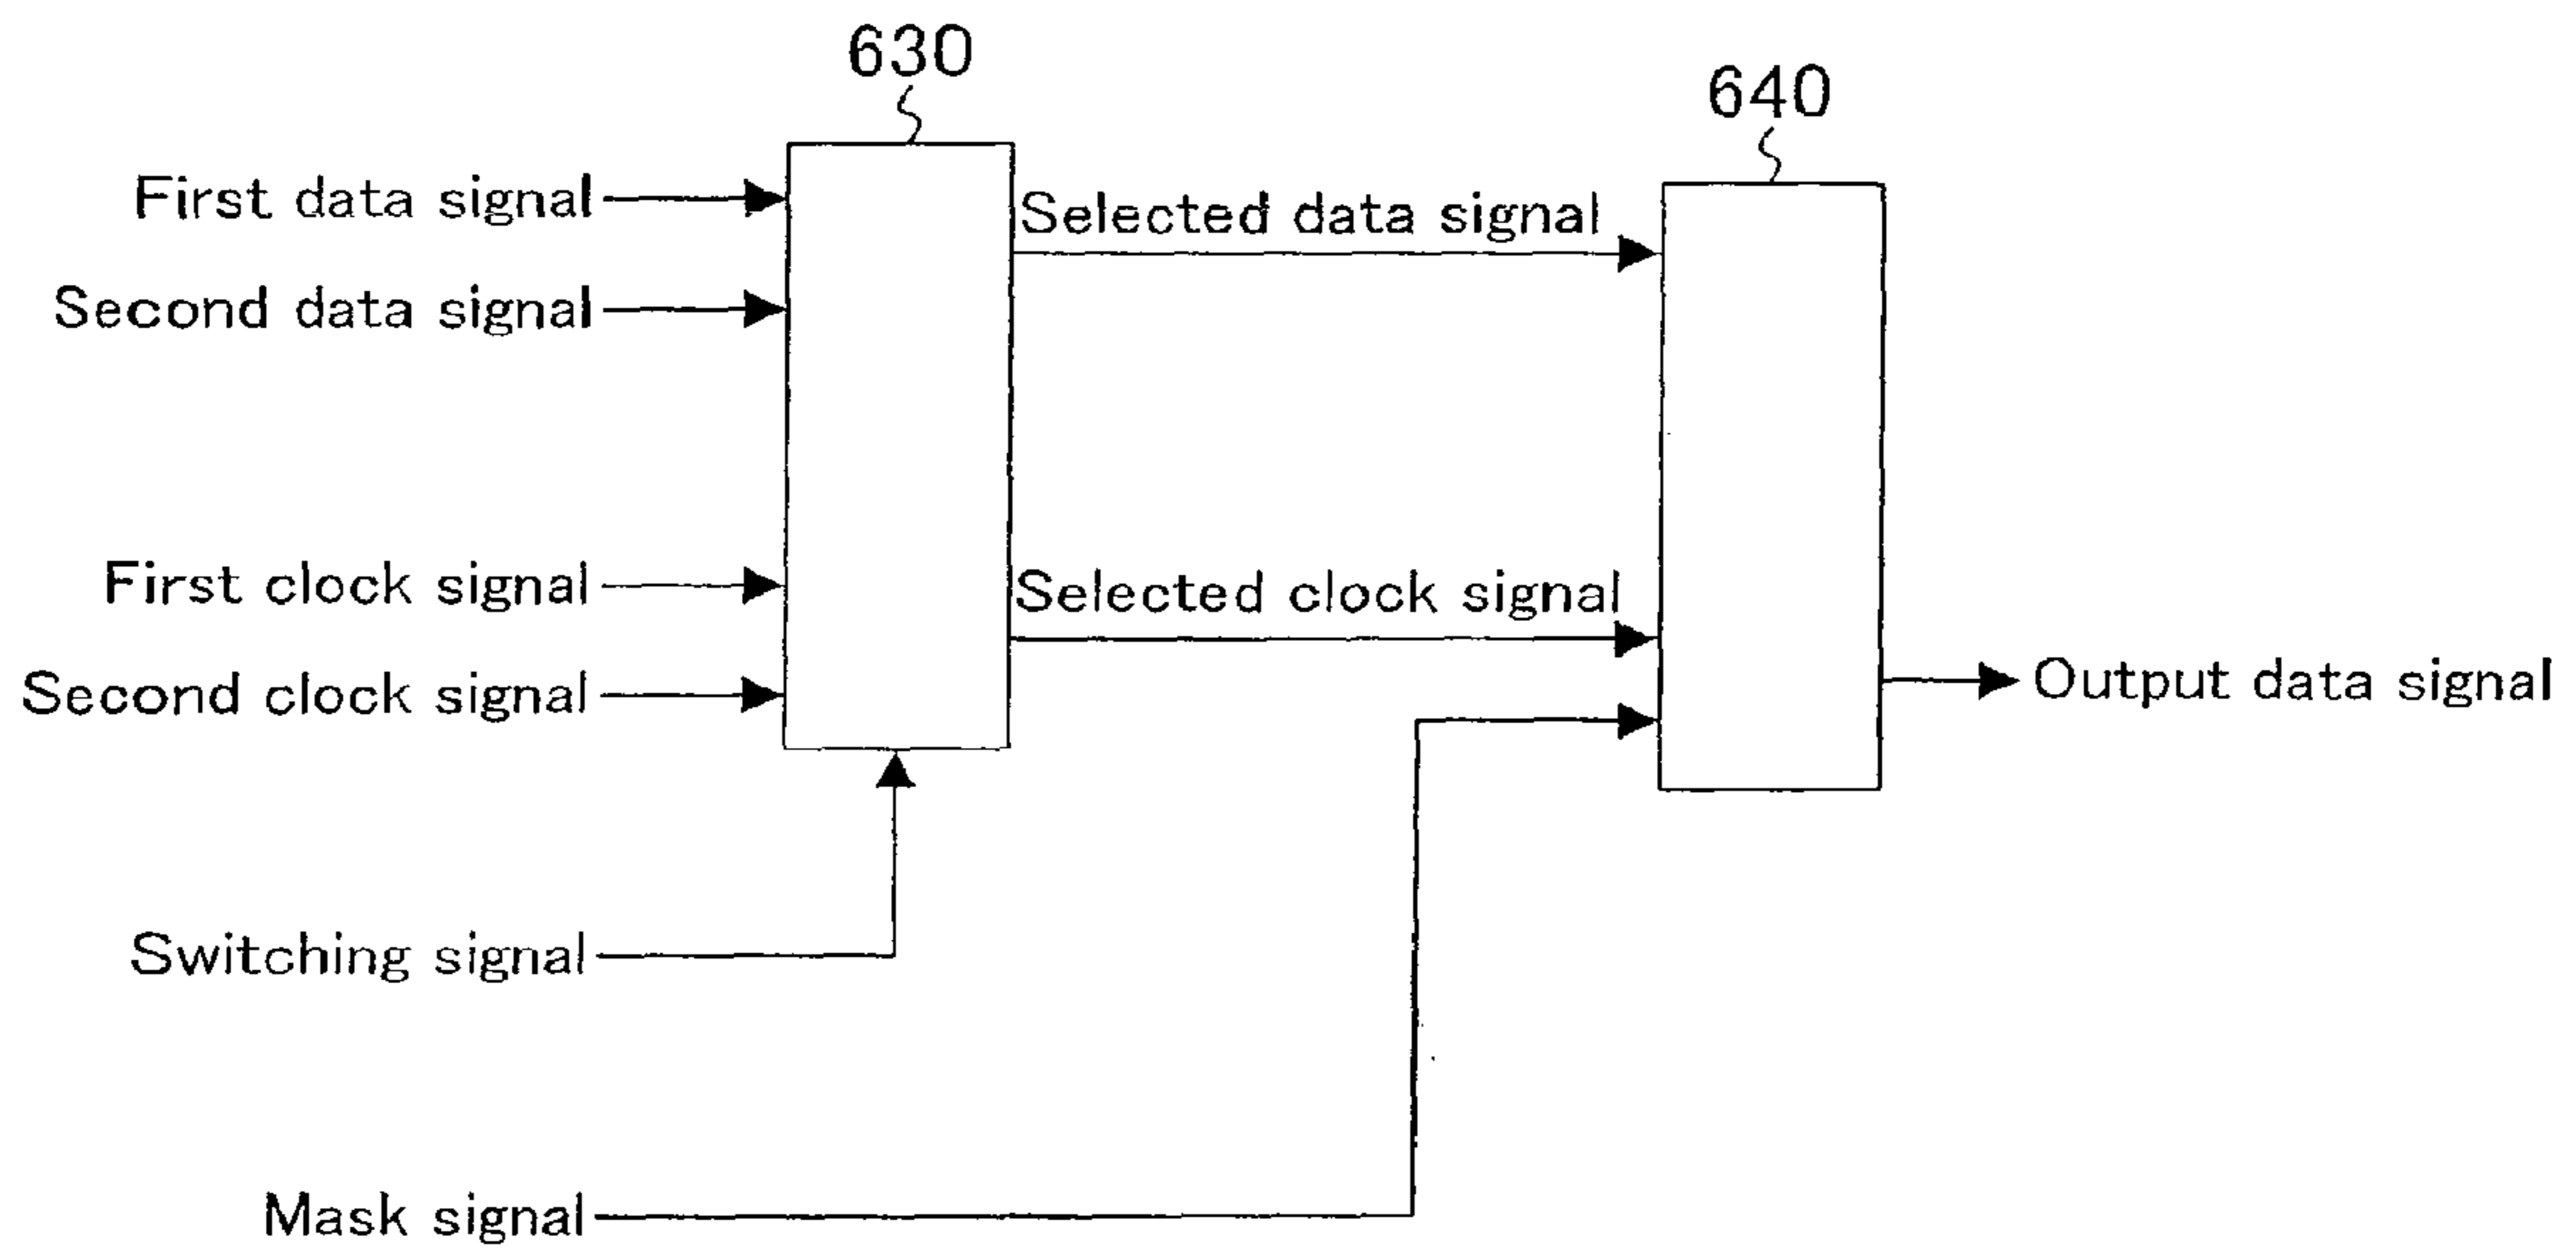 630
640
First data signal
Selected data signal
Second data signal
First clock signal
Selected clock signal
Second clock signal
Output data signal
Switching signal
Mask signal